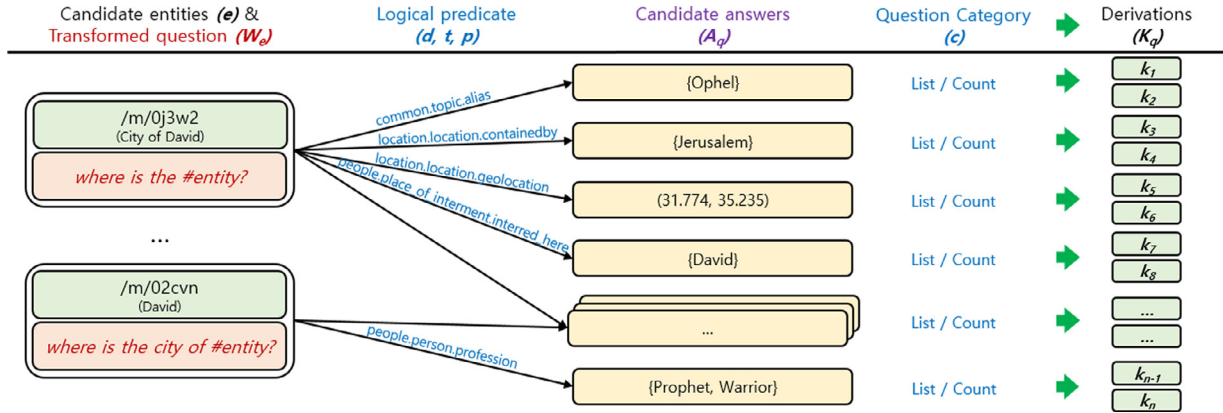 Candidate entities (e) &
Transformed question (Wₑ)
Logical predicate
(d, t, p)
Candidate answers
(A_q)
Question Category
(c)
Derivations
(K_q)
/m/0j3w2
(City of David)
where is the #entity?
...
/m/02cvn
(David)
where is the city of #entity?
common.topic.alias
location.location.containedby
location.location.geolocation
people.place_of_interment.interred_here
people.person.profession
{Ophel}
List / Count
k₁
k₂
{Jerusalem}
List / Count
k₃
k₄
(31.774, 35.235)
List / Count
k₅
k₆
{David}
List / Count
k₇
k₈
...
List / Count
...
...
{Prophet, Warrior}
List / Count
kₙ₋₁
kₙ